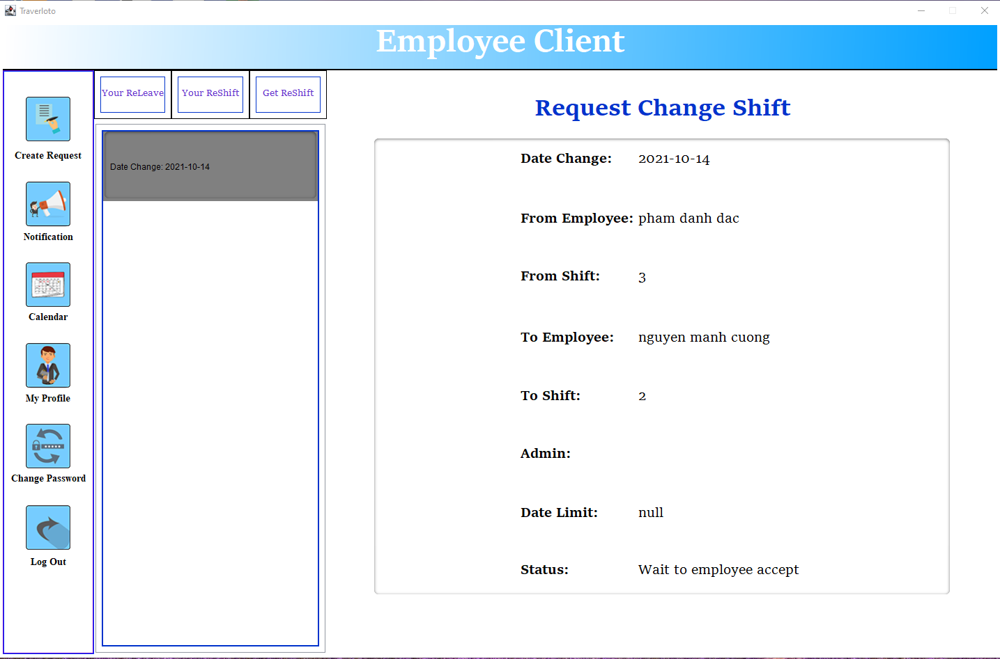 Traverloto
Employee Client
Your ReLeave
Your ReShift
Get ReShift
Create Request
Notification
Calendar
My Profile
Change Password
Log Out
Date Change: 2021-10-14
Request Change Shift
Date Change: 2021-10-14
From Employee: pham danh dac
From Shift: 3
To Employee: nguyen manh cuong
To Shift: 2
Admin:
Date Limit: null
Status: Wait to employee accept